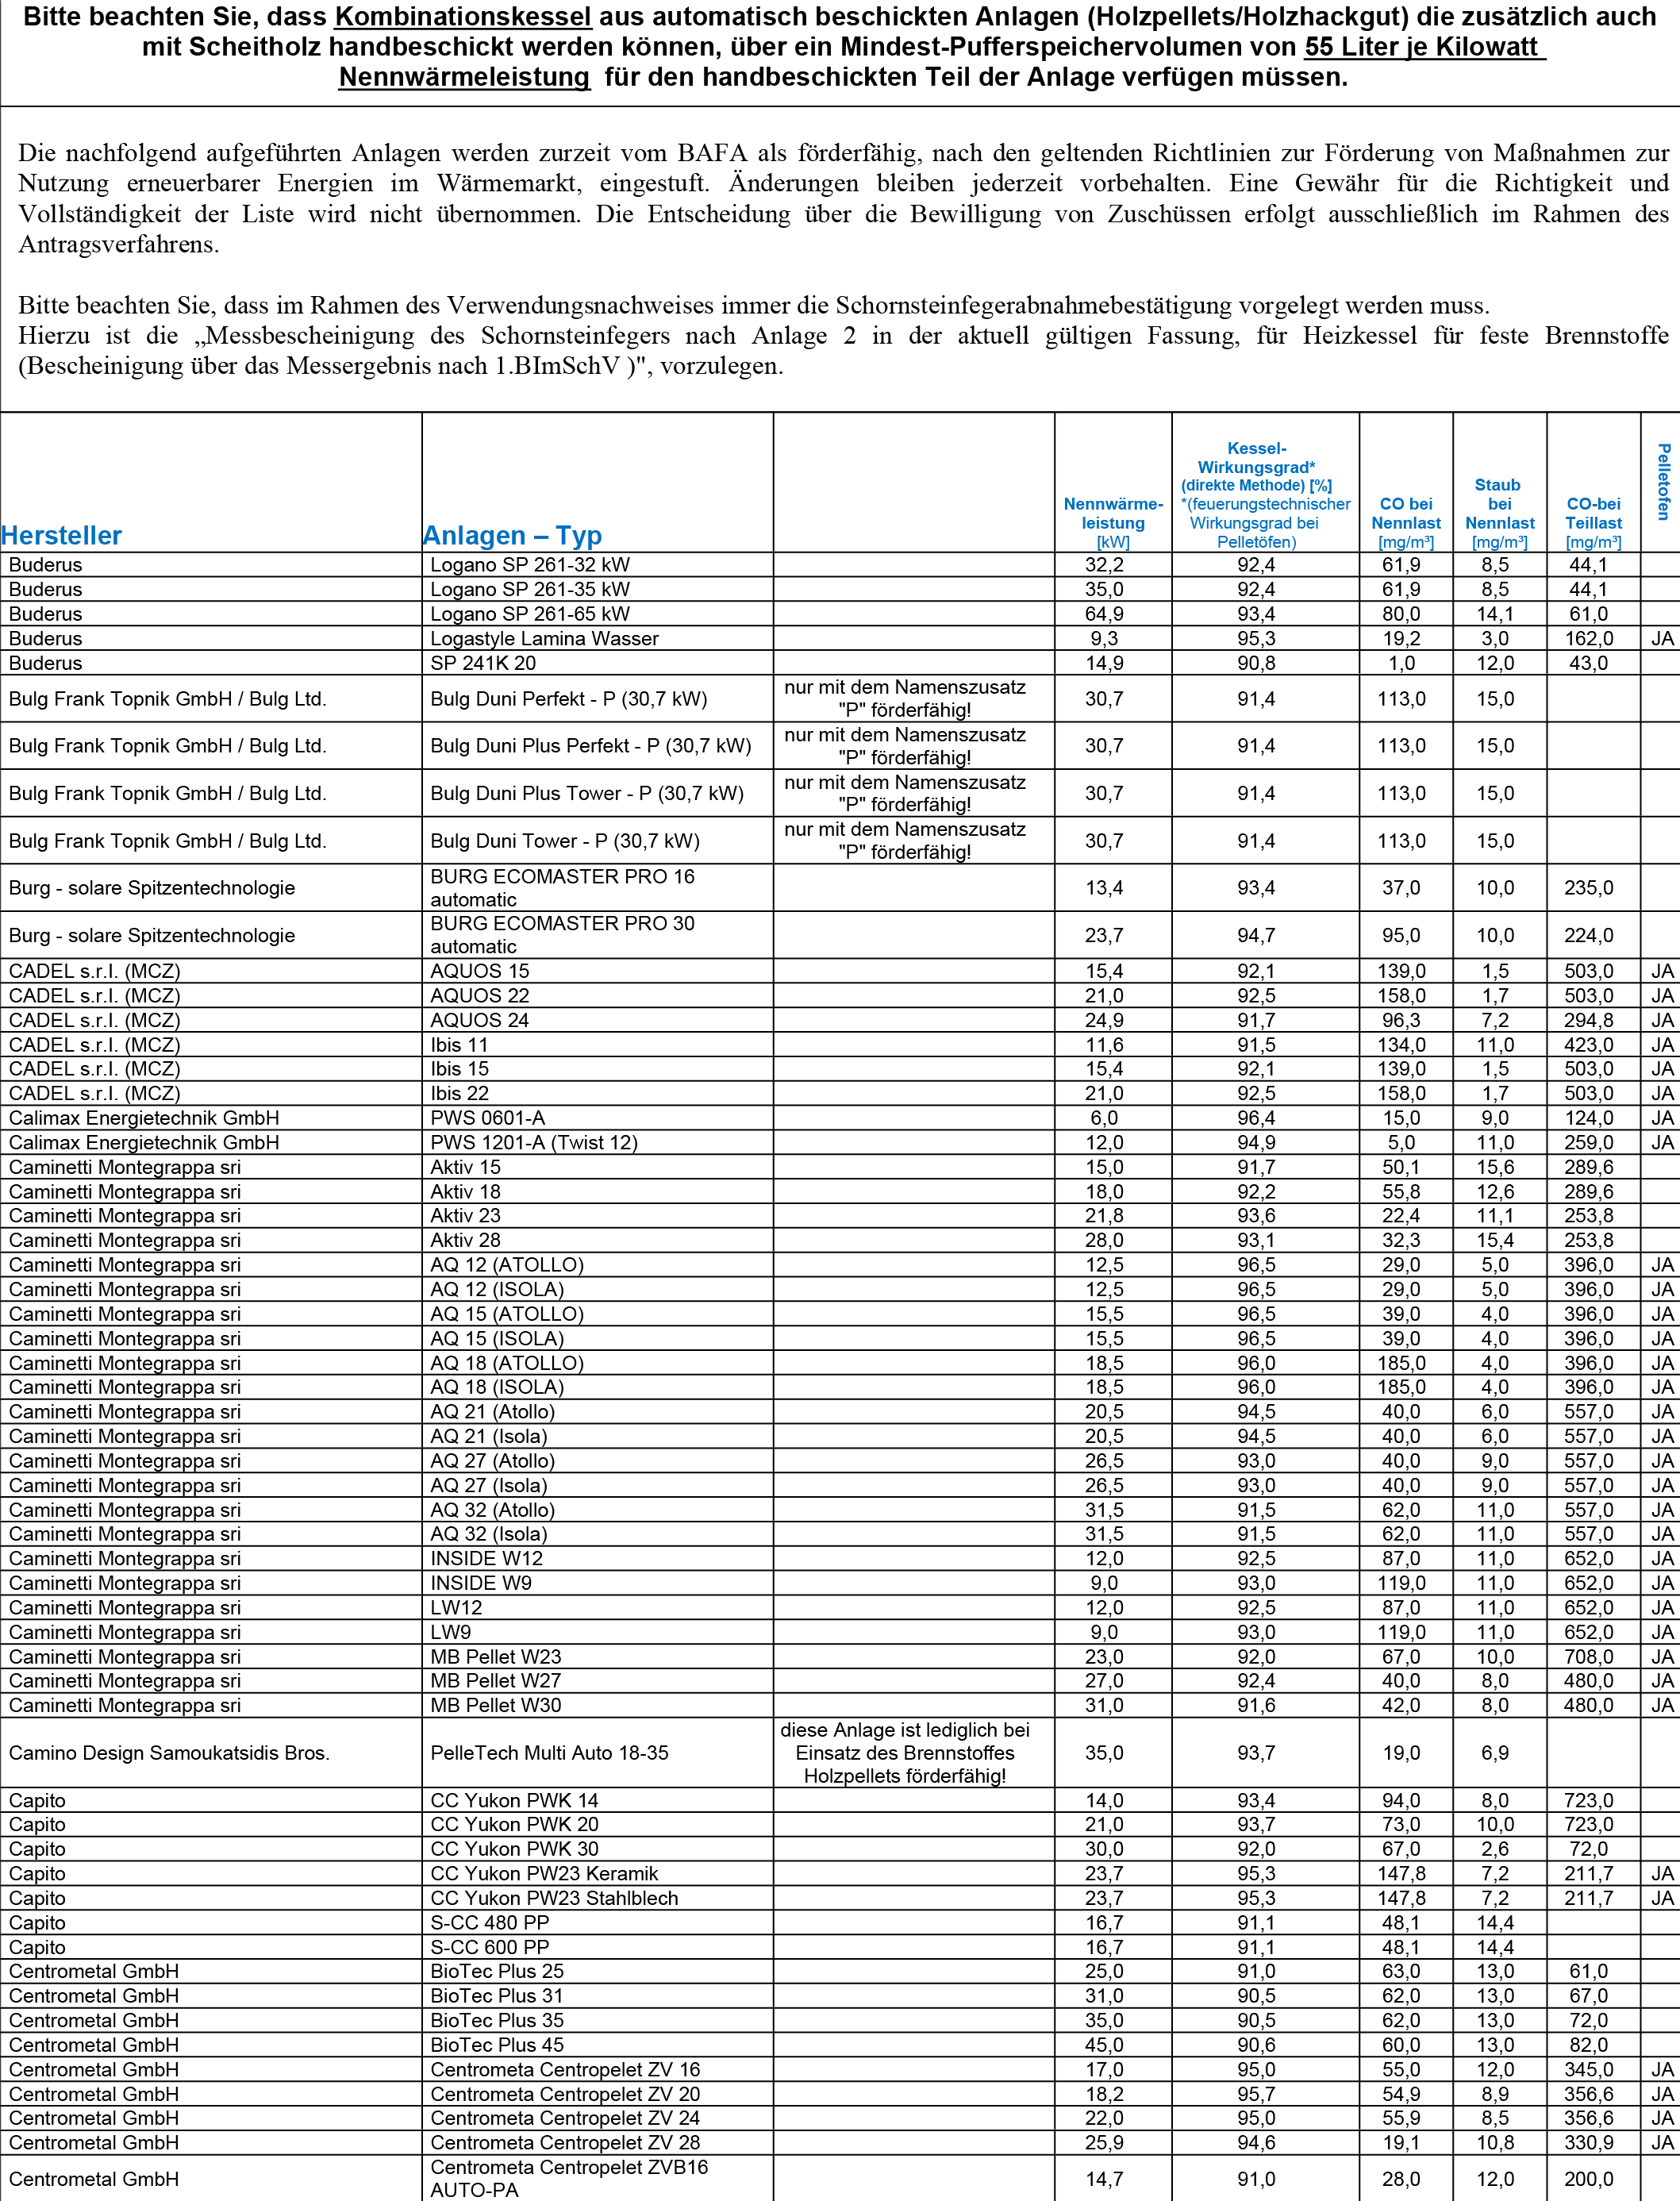 Bitte beachten Sie, dass Kombinationskessel aus automatisch beschickten Anlagen (Holzpellets/Holzhackgut) die zusätzlich auch
mit Scheitholz handbeschickt werden können, über ein Mindest-Pufferspeichervolumen von 55 Liter je Kilowatt
Nennwärmeleistung für den handbeschickten Teil der Anlage verfügen müssen.
Die nachfolgend aufgeführten Anlagen werden zurzeit vom BAFA als förderfähig, nach den geltenden Richtlinien zur Förderung von Maßnahmen zur
Nutzung erneuerbarer Energien im Wärmemarkt, eingestuft. Änderungen bleiben jederzeit vorbehalten. Eine Gewähr für die Richtigkeit und
Vollständigkeit der Liste wird nicht übernommen. Die Entscheidung über die Bewilligung von Zuschüssen erfolgt ausschließlich im Rahmen des
Antragsverfahrens.
Bitte beachten Sie, dass im Rahmen des Verwendungsnachweises immer die Schornsteinfegerabnahmebestätigung vorgelegt werden muss.
Hierzu ist die „Messbescheinigung des Schornsteinfegers nach Anlage 2 in der aktuell gültigen Fassung, für Heizkessel für feste Brennstoffe
(Bescheinigung über das Messergebnis nach 1.BImSchV )", vorzulegen.
Hersteller
Anlagen – Typ
Nennwärme-
leistung
[kW]
Kessel-
Wirkungsgrad*
(direkte Methode) [%]
*(feuerungstechnischer
Wirkungsgrad bei
Pelletöfen)
CO bei
Nennlast
[mg/m³]
Staub
bei
Nennlast
[mg/m³]
CO-bei
Teillast
[mg/m³]
Pelletofen
Buderus Logano SP 261-32 kW 32,2 92,4 61,9 8,5 44,1
Buderus Logano SP 261-35 kW 35,0 92,4 61,9 8,5 44,1
Buderus Logano SP 261-65 kW 64,9 93,4 80,0 14,1 61,0
Buderus Logastyle Lamina Wasser 9,3 95,3 19,2 3,0 162,0 JA
Buderus SP 241K 20 14,9 90,8 1,0 12,0 43,0
nur mit dem Namenszusatz
Bulg Frank Topnik GmbH / Bulg Ltd. Bulg Duni Perfekt - P (30,7 kW) 30,7 91,4 113,0 15,0
"P" förderfähig!
nur mit dem Namenszusatz
Bulg Frank Topnik GmbH / Bulg Ltd. Bulg Duni Plus Perfekt - P (30,7 kW) 30,7 91,4 113,0 15,0
"P" förderfähig!
nur mit dem Namenszusatz
Bulg Frank Topnik GmbH / Bulg Ltd. Bulg Duni Plus Tower - P (30,7 kW) 30,7 91,4 113,0 15,0
"P" förderfähig!
nur mit dem Namenszusatz
Bulg Frank Topnik GmbH / Bulg Ltd. Bulg Duni Tower - P (30,7 kW) 30,7 91,4 113,0 15,0
"P" förderfähig!
BURG ECOMASTER PRO 16
Burg - solare Spitzentechnologie 13,4 93,4 37,0 10,0 235,0
automatic
BURG ECOMASTER PRO 30
Burg - solare Spitzentechnologie 23,7 94,7 95,0 10,0 224,0
automatic
CADEL s.r.l. (MCZ) AQUOS 15 15,4 92,1 139,0 1,5 503,0 JA
CADEL s.r.l. (MCZ) AQUOS 22 21,0 92,5 158,0 1,7 503,0 JA
CADEL s.r.l. (MCZ) AQUOS 24 24,9 91,7 96,3 7,2 294,8 JA
CADEL s.r.l. (MCZ) Ibis 11 11,6 91,5 134,0 11,0 423,0 JA
CADEL s.r.l. (MCZ) Ibis 15 15,4 92,1 139,0 1,5 503,0 JA
CADEL s.r.l. (MCZ) Ibis 22 21,0 92,5 158,0 1,7 503,0 JA
Calimax Energietechnik GmbH PWS 0601-A 6,0 96,4 15,0 9,0 124,0 JA
Calimax Energietechnik GmbH PWS 1201-A (Twist 12) 12,0 94,9 5,0 11,0 259,0 JA
Caminetti Montegrappa sri Aktiv 15 15,0 91,7 50,1 15,6 289,6
Caminetti Montegrappa sri Aktiv 18 18,0 92,2 55,8 12,6 289,6
Caminetti Montegrappa sri Aktiv 23 21,8 93,6 22,4 11,1 253,8
Caminetti Montegrappa sri Aktiv 28 28,0 93,1 32,3 15,4 253,8
Caminetti Montegrappa sri AQ 12 (ATOLLO) 12,5 96,5 29,0 5,0 396,0 JA
Caminetti Montegrappa sri AQ 12 (ISOLA) 12,5 96,5 29,0 5,0 396,0 JA
Caminetti Montegrappa sri AQ 15 (ATOLLO) 15,5 96,5 39,0 4,0 396,0 JA
Caminetti Montegrappa sri AQ 15 (ISOLA) 15,5 96,5 39,0 4,0 396,0 JA
Caminetti Montegrappa sri AQ 18 (ATOLLO) 18,5 96,0 185,0 4,0 396,0 JA
Caminetti Montegrappa sri AQ 18 (ISOLA) 18,5 96,0 185,0 4,0 396,0 JA
Caminetti Montegrappa sri AQ 21 (Atollo) 20,5 94,5 40,0 6,0 557,0 JA
Caminetti Montegrappa sri AQ 21 (Isola) 20,5 94,5 40,0 6,0 557,0 JA
Caminetti Montegrappa sri AQ 27 (Atollo) 26,5 93,0 40,0 9,0 557,0 JA
Caminetti Montegrappa sri AQ 27 (Isola) 26,5 93,0 40,0 9,0 557,0 JA
Caminetti Montegrappa sri AQ 32 (Atollo) 31,5 91,5 62,0 11,0 557,0 JA
Caminetti Montegrappa sri AQ 32 (Isola) 31,5 91,5 62,0 11,0 557,0 JA
Caminetti Montegrappa sri INSIDE W12 12,0 92,5 87,0 11,0 652,0 JA
Caminetti Montegrappa sri INSIDE W9 9,0 93,0 119,0 11,0 652,0 JA
Caminetti Montegrappa sri LW12 12,0 92,5 87,0 11,0 652,0 JA
Caminetti Montegrappa sri LW9 9,0 93,0 119,0 11,0 652,0 JA
Caminetti Montegrappa sri MB Pellet W23 23,0 92,0 67,0 10,0 708,0 JA
Caminetti Montegrappa sri MB Pellet W27 27,0 92,4 40,0 8,0 480,0 JA
Caminetti Montegrappa sri MB Pellet W30 31,0 91,6 42,0 8,0 480,0 JA
diese Anlage ist lediglich bei
Camino Design Samoukatsidis Bros. PelleTech Multi Auto 18-35 Einsatz des Brennstoffes 35,0 93,7 19,0 6,9
Holzpellets förderfähig!
Capito CC Yukon PWK 14 14,0 93,4 94,0 8,0 723,0
Capito CC Yukon PWK 20 21,0 93,7 73,0 10,0 723,0
Capito CC Yukon PWK 30 30,0 92,0 67,0 2,6 72,0
Capito CC Yukon PW23 Keramik 23,7 95,3 147,8 7,2 211,7 JA
Capito CC Yukon PW23 Stahlblech 23,7 95,3 147,8 7,2 211,7 JA
Capito S-CC 480 PP 16,7 91,1 48,1 14,4
Capito S-CC 600 PP 16,7 91,1 48,1 14,4
Centrometal GmbH BioTec Plus 25 25,0 91,0 63,0 13,0 61,0
Centrometal GmbH BioTec Plus 31 31,0 90,5 62,0 13,0 67,0
Centrometal GmbH BioTec Plus 35 35,0 90,5 62,0 13,0 72,0
Centrometal GmbH BioTec Plus 45 45,0 90,6 60,0 13,0 82,0
Centrometal GmbH Centrometa Centropelet ZV 16 17,0 95,0 55,0 12,0 345,0 JA
Centrometal GmbH Centrometa Centropelet ZV 20 18,2 95,7 54,9 8,9 356,6 JA
Centrometal GmbH Centrometa Centropelet ZV 24 22,0 95,0 55,9 8,5 356,6 JA
Centrometal GmbH Centrometa Centropelet ZV 28 25,9 94,6 19,1 10,8 330,9 JA
Centrometa Centropelet ZVB16
Centrometal GmbH 14,7 91,0 28,0 12,0 200,0
AUTO-PA